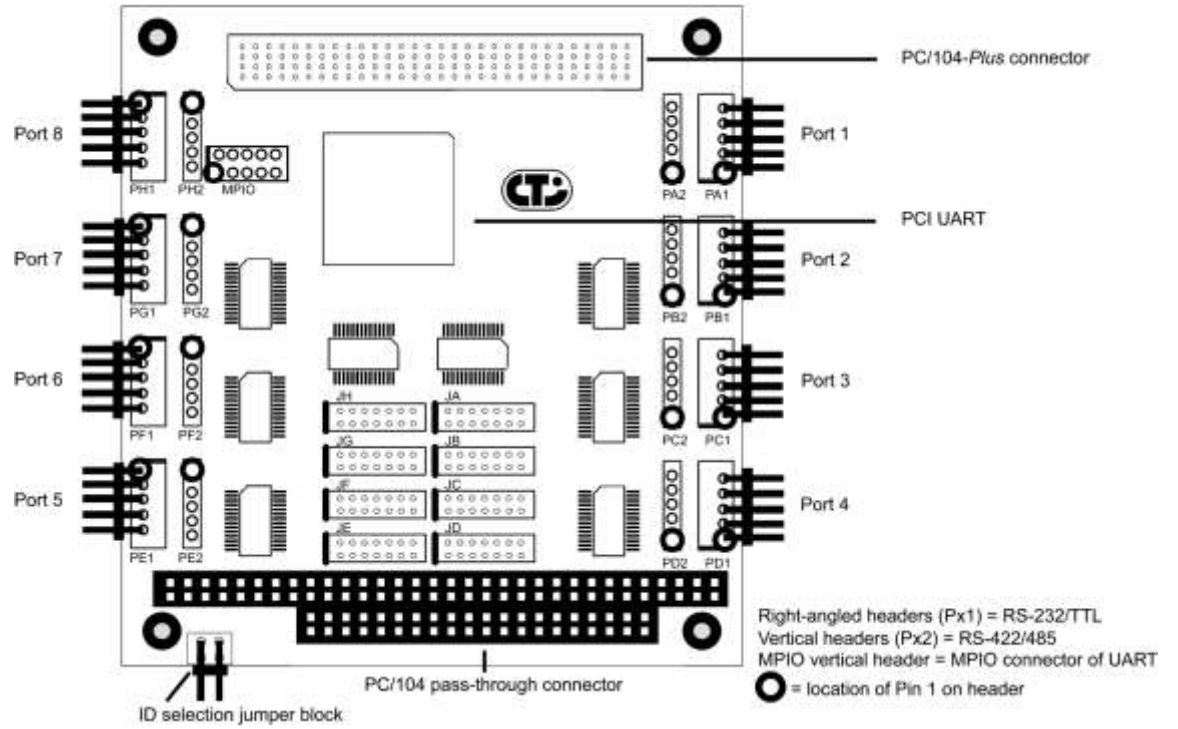 PC/104-Plus connector
Port 8
Port 1
PH1
PH2
MPIO
CTi
PA2
PA1
PCI UART
Port 7
Port 2
PG1
PG2
PB2
PB1
Port 6
Port 3
JH
JA
PF1
PF2
PC2
PC1
JG
JB
Port 5
Port 4
JF
JC
JE
JD
PE1
PE2
PD2
PD1
Right-angled headers (Px1) = RS-232/TTL
Vertical headers (Px2) = RS-422/485
MPIO vertical header = MPIO connector of UART
= location of Pin 1 on header
PC/104 pass-through connector
ID selection jumper block